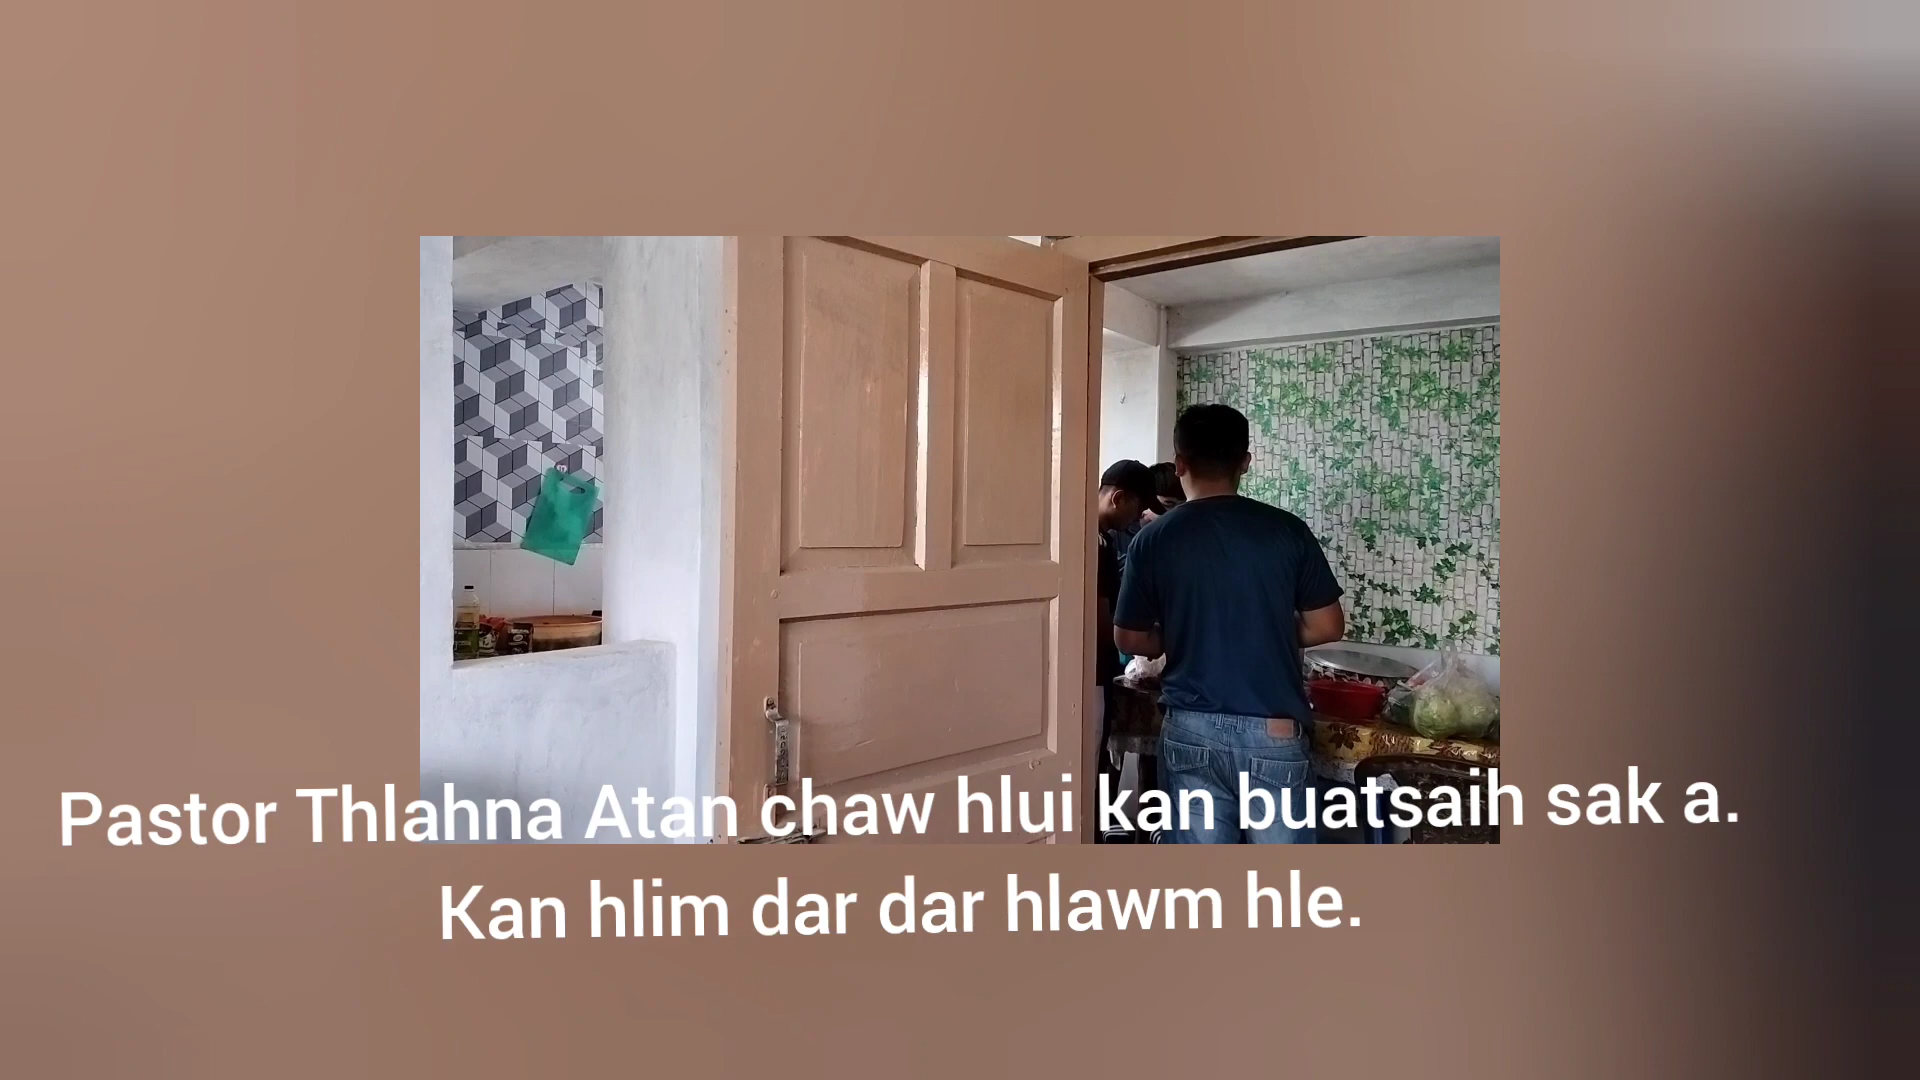 Pastor Thlahna Atan chaw hlui kan buatsaih sak a.
Kan hlim dar dar hlawm hle.